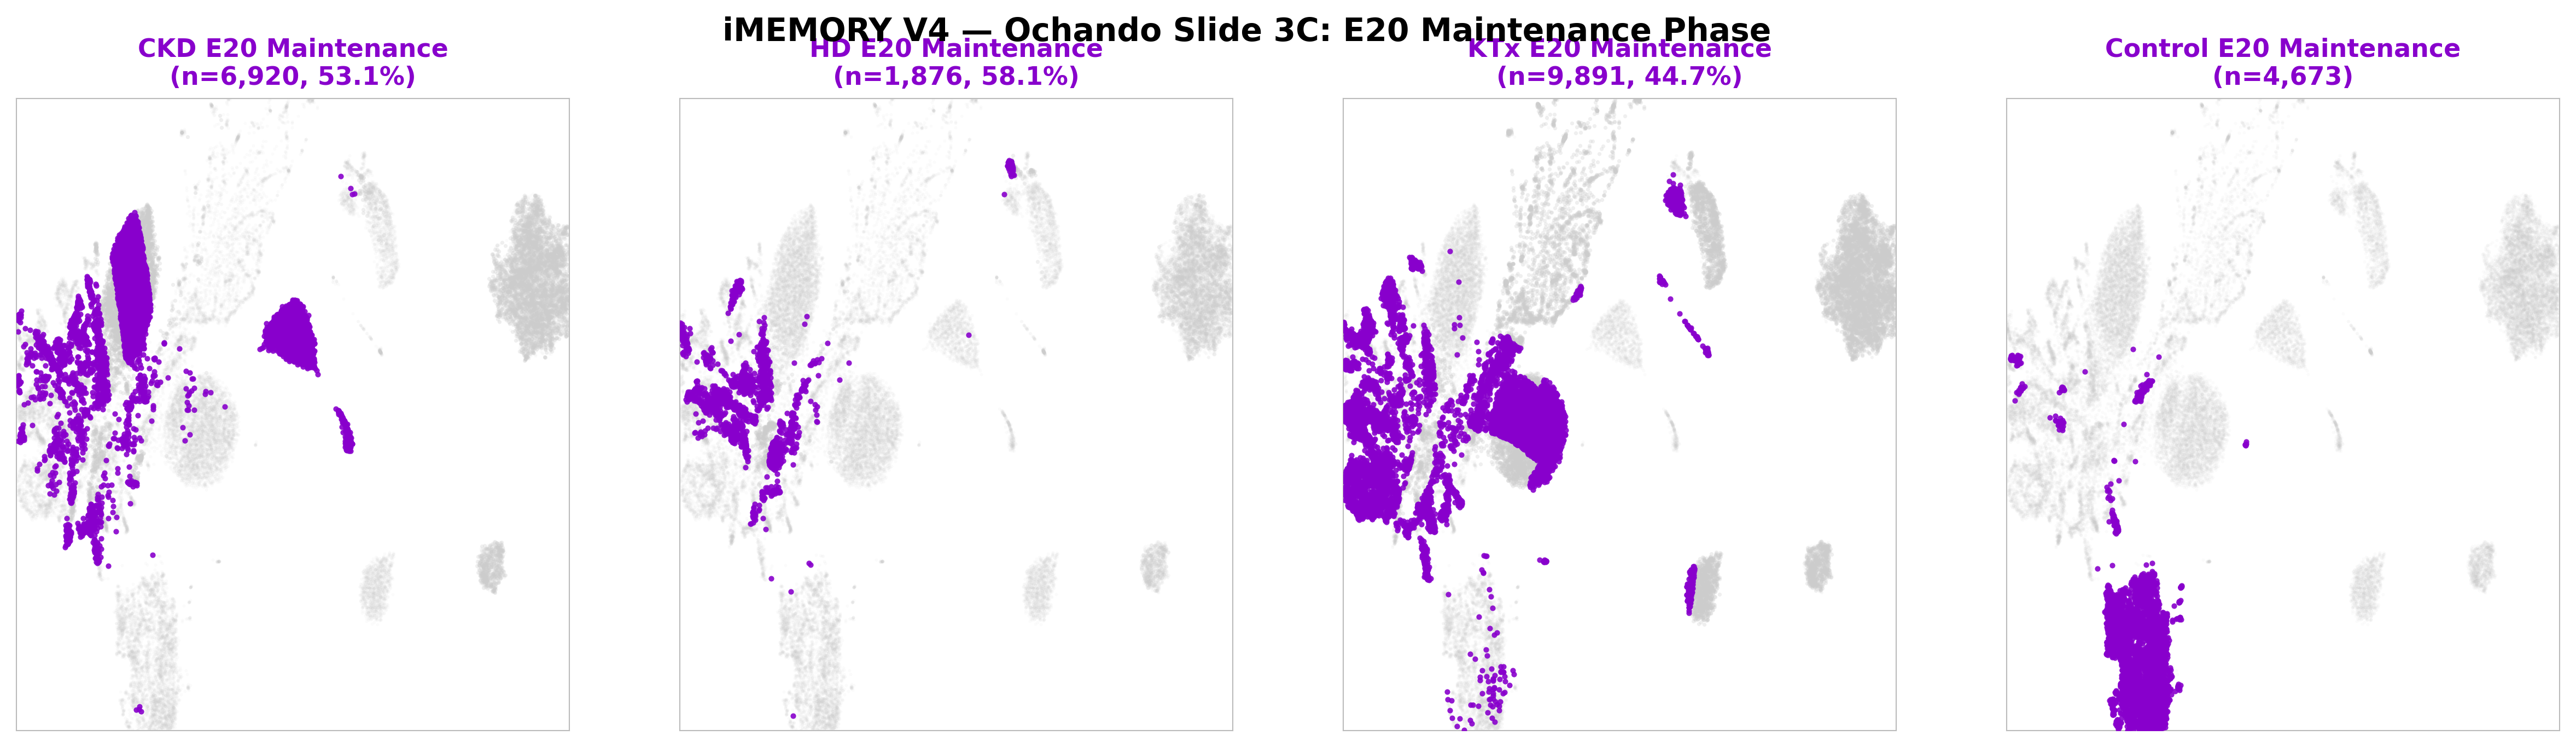 iMEMORY V4 — Ochando Slide 3C: E20 Maintenance Phase
CKD E20 Maintenance
(n=6,920, 53.1%)
HD E20 Maintenance
(n=1,876, 58.1%)
KTx E20 Maintenance
(n=9,891, 44.7%)
Control E20 Maintenance
(n=4,673)